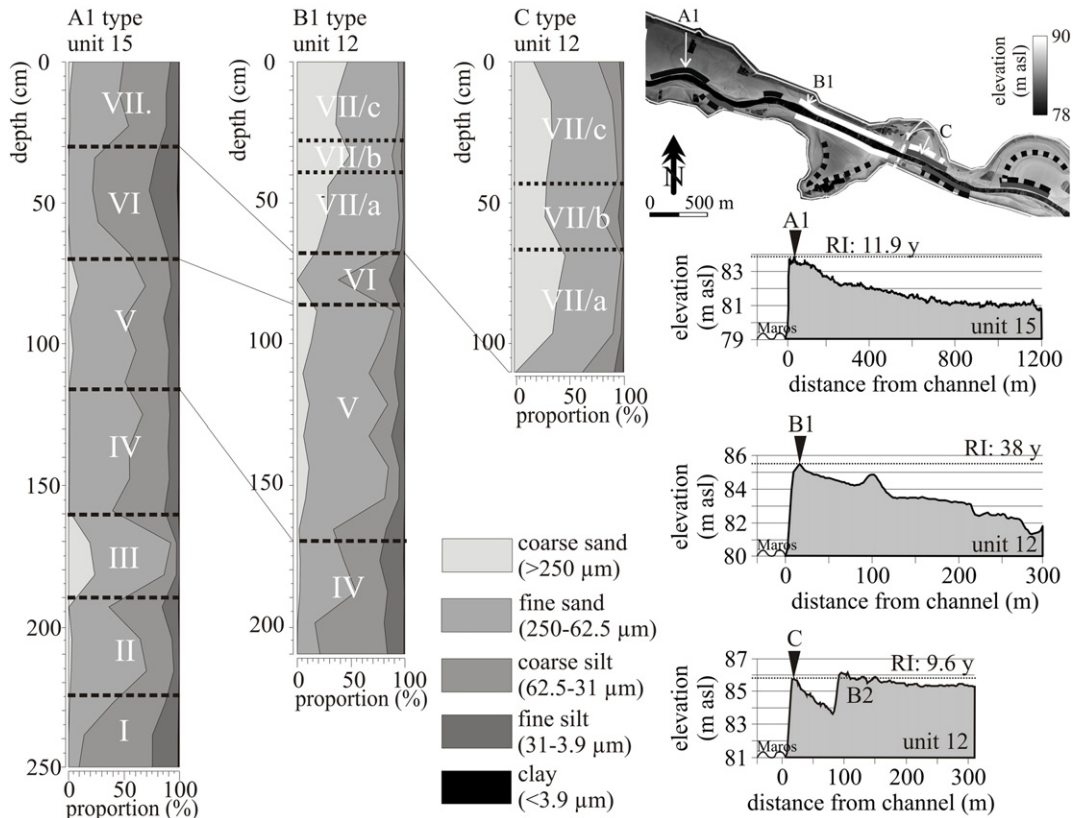 A1 type
unit 15
depth (cm)
0
50
100
150
200
250
VII.
VI
V
IV
III
II
I
0 50 100
proportion (%)
B1 type
unit 12
depth (cm)
0
50
100
150
200
VII/c
VII/b
VII/a
VI
V
IV
0 50 100
proportion (%)
C type
unit 12
depth (cm)
0
50
100
VII/c
VII/b
VII/a
0 50 100
proportion (%)
coarse sand
(>250 µm)
fine sand
(250-62.5 µm)
coarse silt
(62.5-31 µm)
fine silt
(31-3.9 µm)
clay
(<3.9 µm)
A1
B1
C
N
0 500 m
elevation
(m asl)
90
78
A1
RI: 11.9 y
elevation
(m asl)
83
81
79
Maros
unit 15
0 400 800 1200
distance from channel (m)
B1
RI: 38 y
elevation
(m asl)
86
84
82
80
Maros
unit 12
0 100 200 300
distance from channel (m)
C
RI: 9.6 y
B2
elevation
(m asl)
87
85
83
81
Maros
unit 12
0 100 200 300
distance from channel (m)